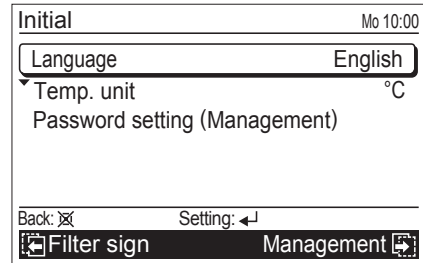 Initial Mo 10:00
Language English
Temp. unit °C
Password setting (Management)
Back: Setting:
Filter sign Management